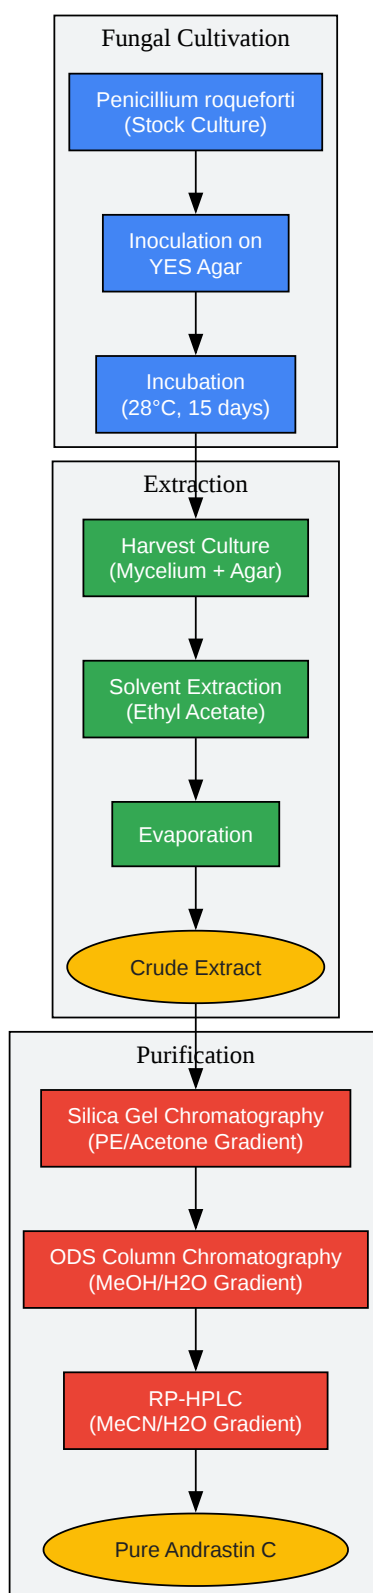 Fungal Cultivation
Penicillium roqueforti
(Stock Culture)
Inoculation on
YES Agar
Incubation
(28°C, 15 days)
Extraction
Harvest Culture
(Mycelium + Agar)
Solvent Extraction
(Ethyl Acetate)
Evaporation
Crude Extract
Purification
Silica Gel Chromatography
(PE/Acetone Gradient)
ODS Column Chromatography
(MeOH/H2O Gradient)
RP-HPLC
(MeCN/H2O Gradient)
Pure Andrastin C